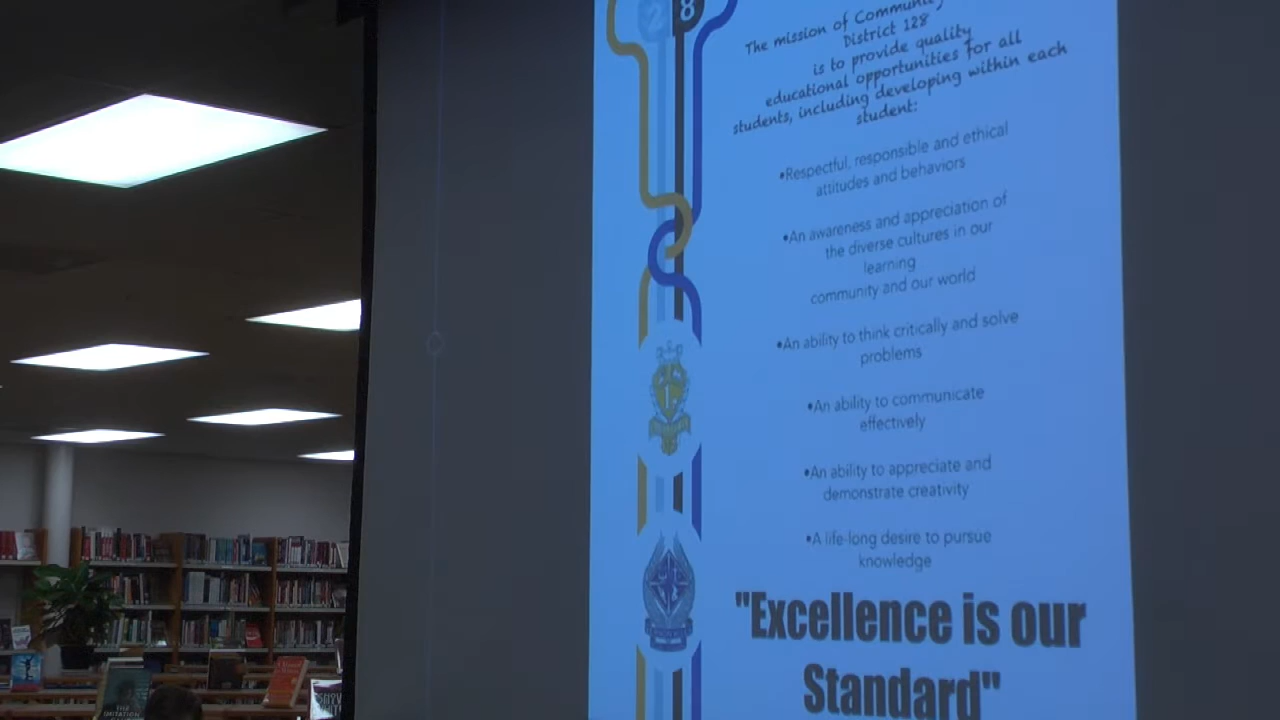 28
The mission of Community
District 128
is to provide quality
educational opportunities for all
students, including developing within each
student:
•Respectful, responsible and ethical
attitudes and behaviors
•An awareness and appreciation of
the diverse cultures in our
learning
community and our world
•An ability to think critically and solve
problems
•An ability to communicate
effectively
•An ability to appreciate and
demonstrate creativity
•A life-long desire to pursue
knowledge
"Excellence is our
Standard"
THE
IMITATION